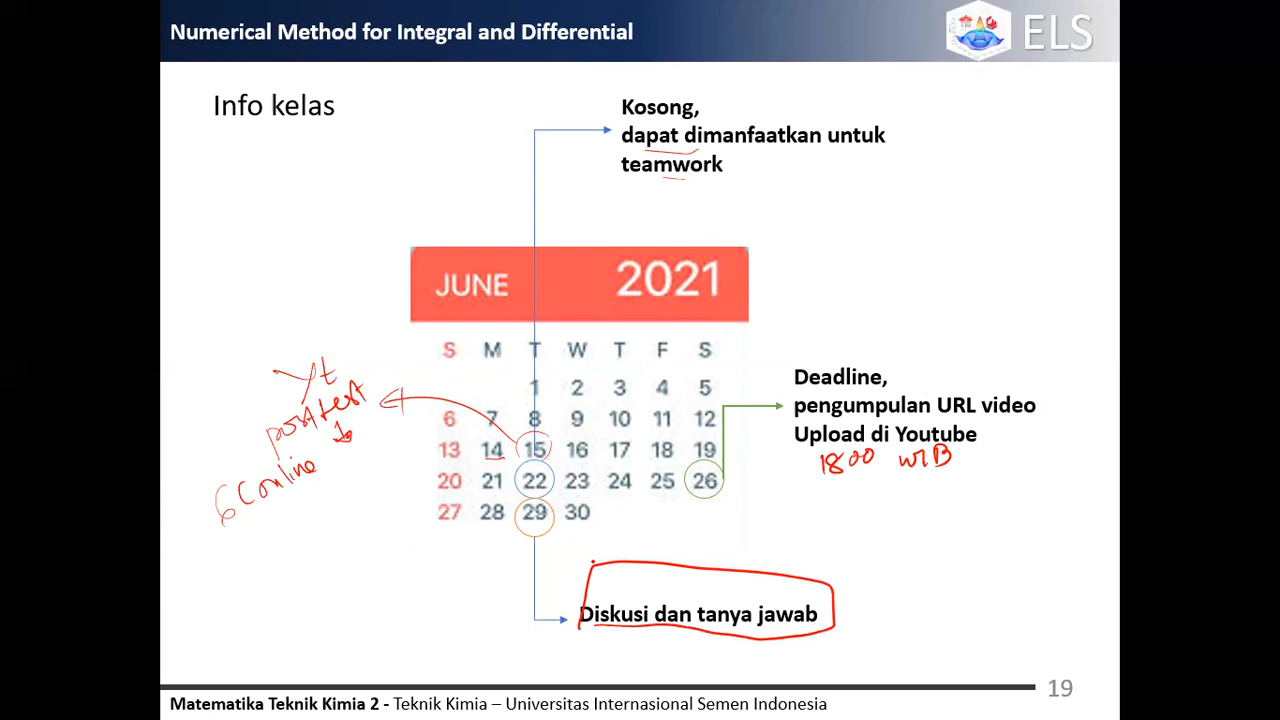 Numerical Method for Integral and Differential
ELS
Info kelas
Kosong,
dapat dimanfaatkan untuk
teamwork
JUNE 2021
S M T W T F S
1 2 3 4 5
6 7 8 9 10 11 12
13 14 15 16 17 18 19
20 21 22 23 24 25 26
27 28 29 30
Yt
posttest
online
Deadline,
pengumpulan URL video
Upload di Youtube
1800 WIB
Diskusi dan tanya jawab
19
Matematika Teknik Kimia 2 - Teknik Kimia – Universitas Internasional Semen Indonesia